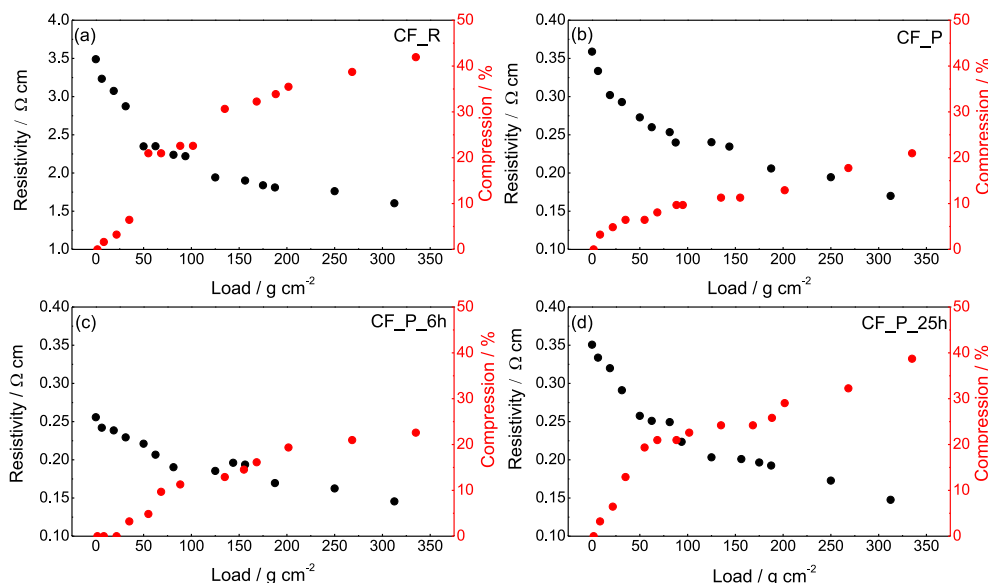 (a) CF_R
Resistivity / Ω cm
4.0
3.5
3.0
2.5
2.0
1.5
1.0
Compression / %
50
40
30
20
10
0
0 50 100 150 200 250 300 350
Load / g cm⁻²
(b) CF_P
Resistivity / Ω cm
0.40
0.35
0.30
0.25
0.20
0.15
0.10
Compression / %
50
40
30
20
10
0
0 50 100 150 200 250 300 350
Load / g cm⁻²
(c) CF_P_6h
Resistivity / Ω cm
0.40
0.35
0.30
0.25
0.20
0.15
0.10
Compression / %
50
40
30
20
10
0
0 50 100 150 200 250 300 350
Load / g cm⁻²
(d) CF_P_25h
Resistivity / Ω cm
0.40
0.35
0.30
0.25
0.20
0.15
0.10
Compression / %
50
40
30
20
10
0
0 50 100 150 200 250 300 350
Load / g cm⁻²